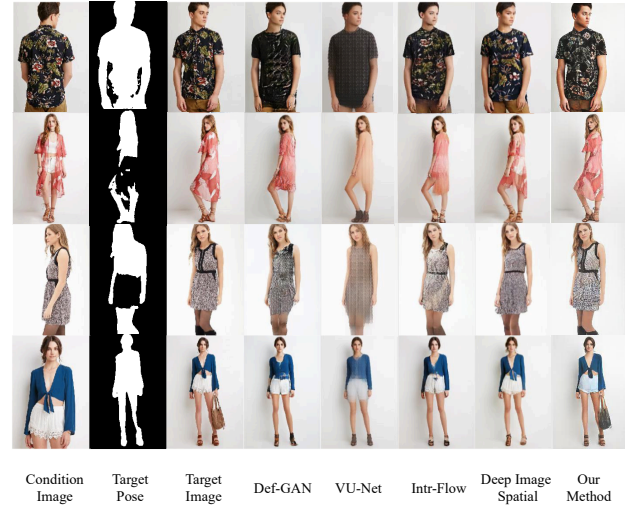 Condition Image
Target Pose
Target Image
Def-GAN
VU-Net
Intr-Flow
Deep Image Spatial
Our Method